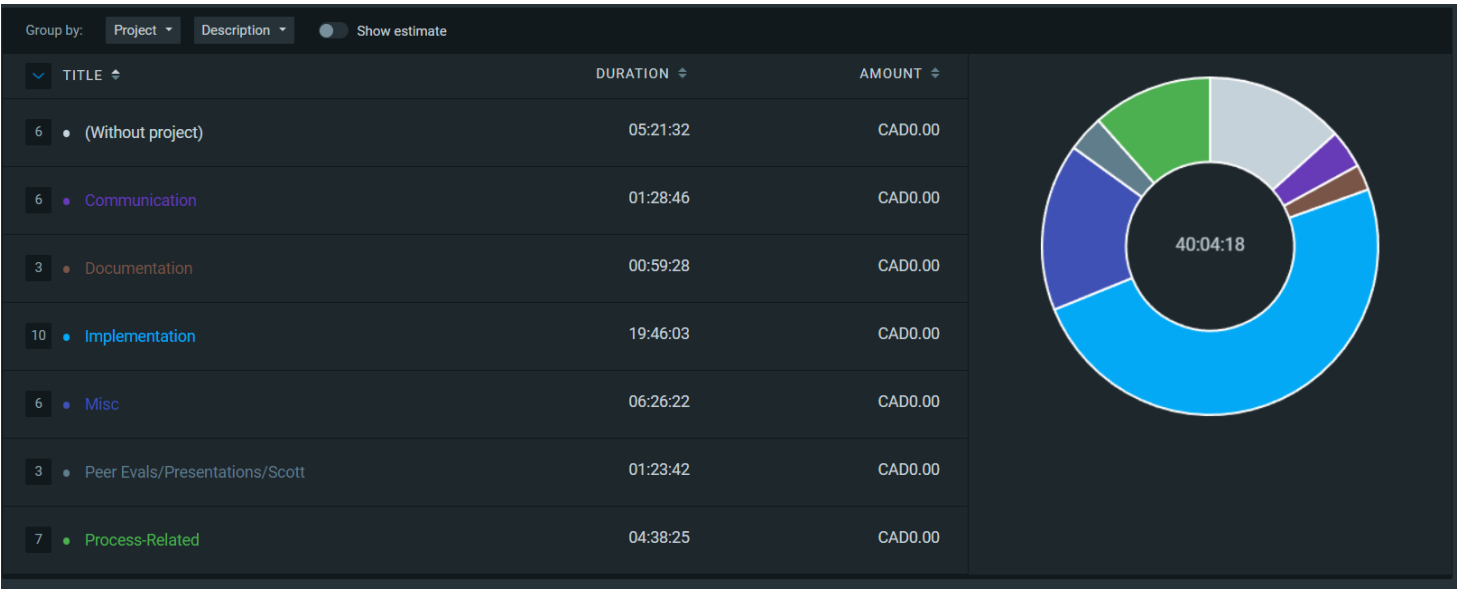 Group by: Project Description Show estimate
TITLE DURATION AMOUNT
6 (Without project) 05:21:32 CAD0.00
6 Communication 01:28:46 CAD0.00
3 Documentation 00:59:28 CAD0.00
10 Implementation 19:46:03 CAD0.00
6 Misc 06:26:22 CAD0.00
3 Peer Evals/Presentations/Scott 01:23:42 CAD0.00
7 Process-Related 04:38:25 CAD0.00
40:04:18